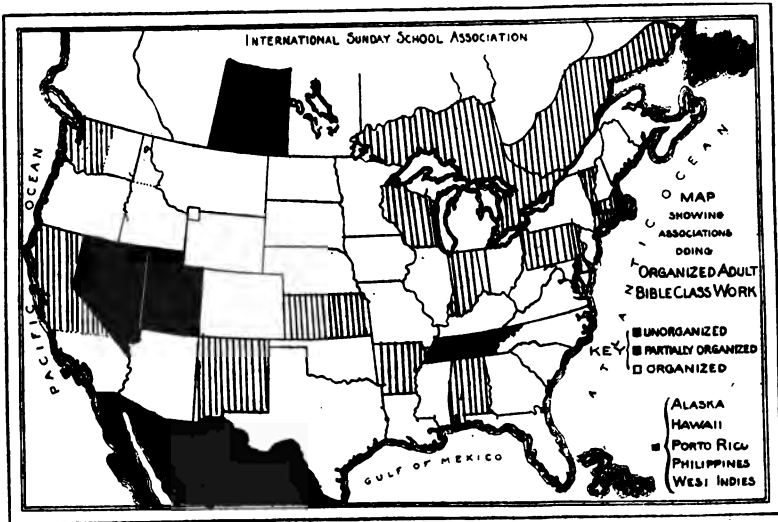 INTERNATIONAL SUNDAY SCHOOL ASSOCIATION
PACIFIC OCEAN
ATLANTIC OCEAN
MAP
SHOWING
ASSOCIATIONS
DOING
ORGANIZED ADULT
BIBLE CLASS WORK
KEY
UNORGANIZED
PARTIALLY ORGANIZED
ORGANIZED
ALASKA
HAWAII
PORTO RICO
PHILIPPINES
WEST INDIES
GULF OF MEXICO